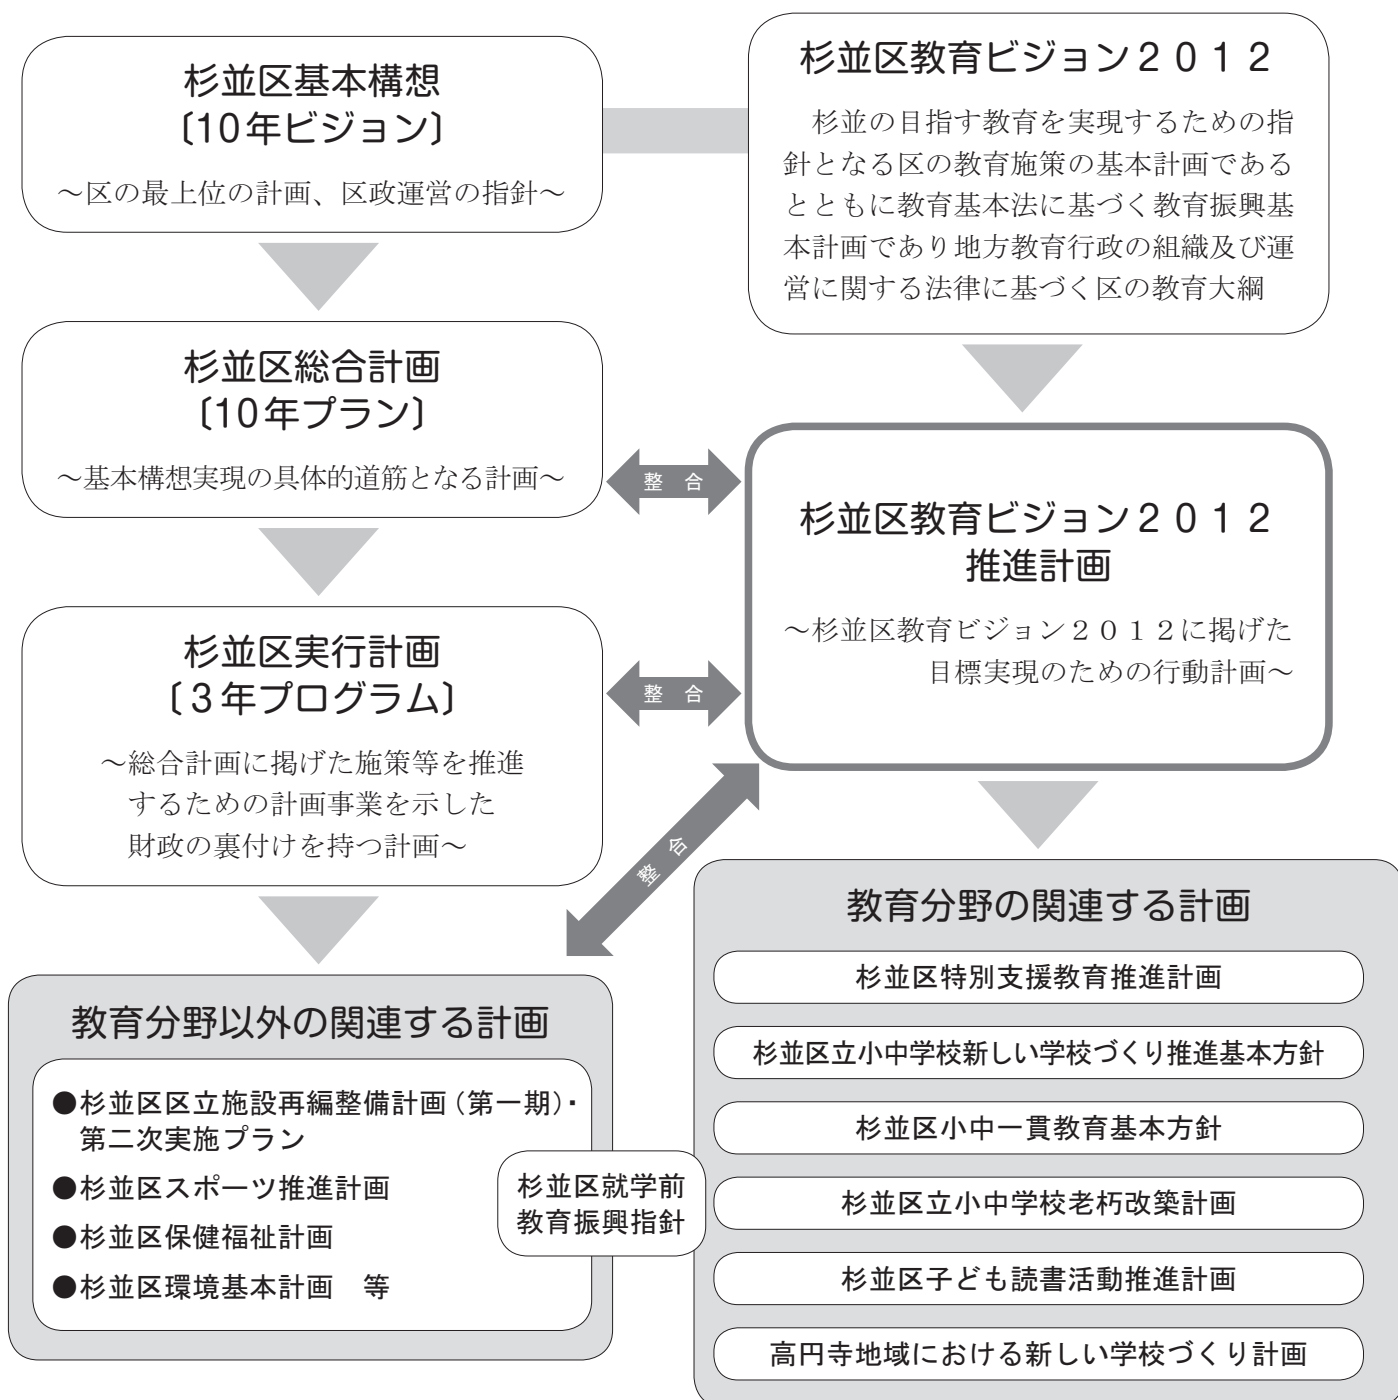 杉並区基本構想
〔10年ビジョン〕
～区の最上位の計画、区政運営の指針～
杉並区教育ビジョン２０１２
杉並の目指す教育を実現するための指
針となる区の教育施策の基本計画である
とともに教育基本法に基づく教育振興基
本計画であり地方教育行政の組織及び運
営に関する法律に基づく区の教育大綱
杉並区総合計画
〔10年プラン〕
～基本構想実現の具体的道筋となる計画～
整 合
杉並区教育ビジョン２０１２
推進計画
～杉並区教育ビジョン２０１２に掲げた
目標実現のための行動計画～
杉並区実行計画
〔３年プログラム〕
～総合計画に掲げた施策等を推進
するための計画事業を示した
財政の裏付けを持つ計画～
整 合
整 合
教育分野以外の関連する計画
●杉並区区立施設再編整備計画（第一期）・
第二次実施プラン
●杉並区スポーツ推進計画
●杉並区保健福祉計画
●杉並区環境基本計画　等
杉並区就学前
教育振興指針
教育分野の関連する計画
杉並区特別支援教育推進計画
杉並区立小中学校新しい学校づくり推進基本方針
杉並区小中一貫教育基本方針
杉並区立小中学校老朽改築計画
杉並区子ども読書活動推進計画
高円寺地域における新しい学校づくり計画